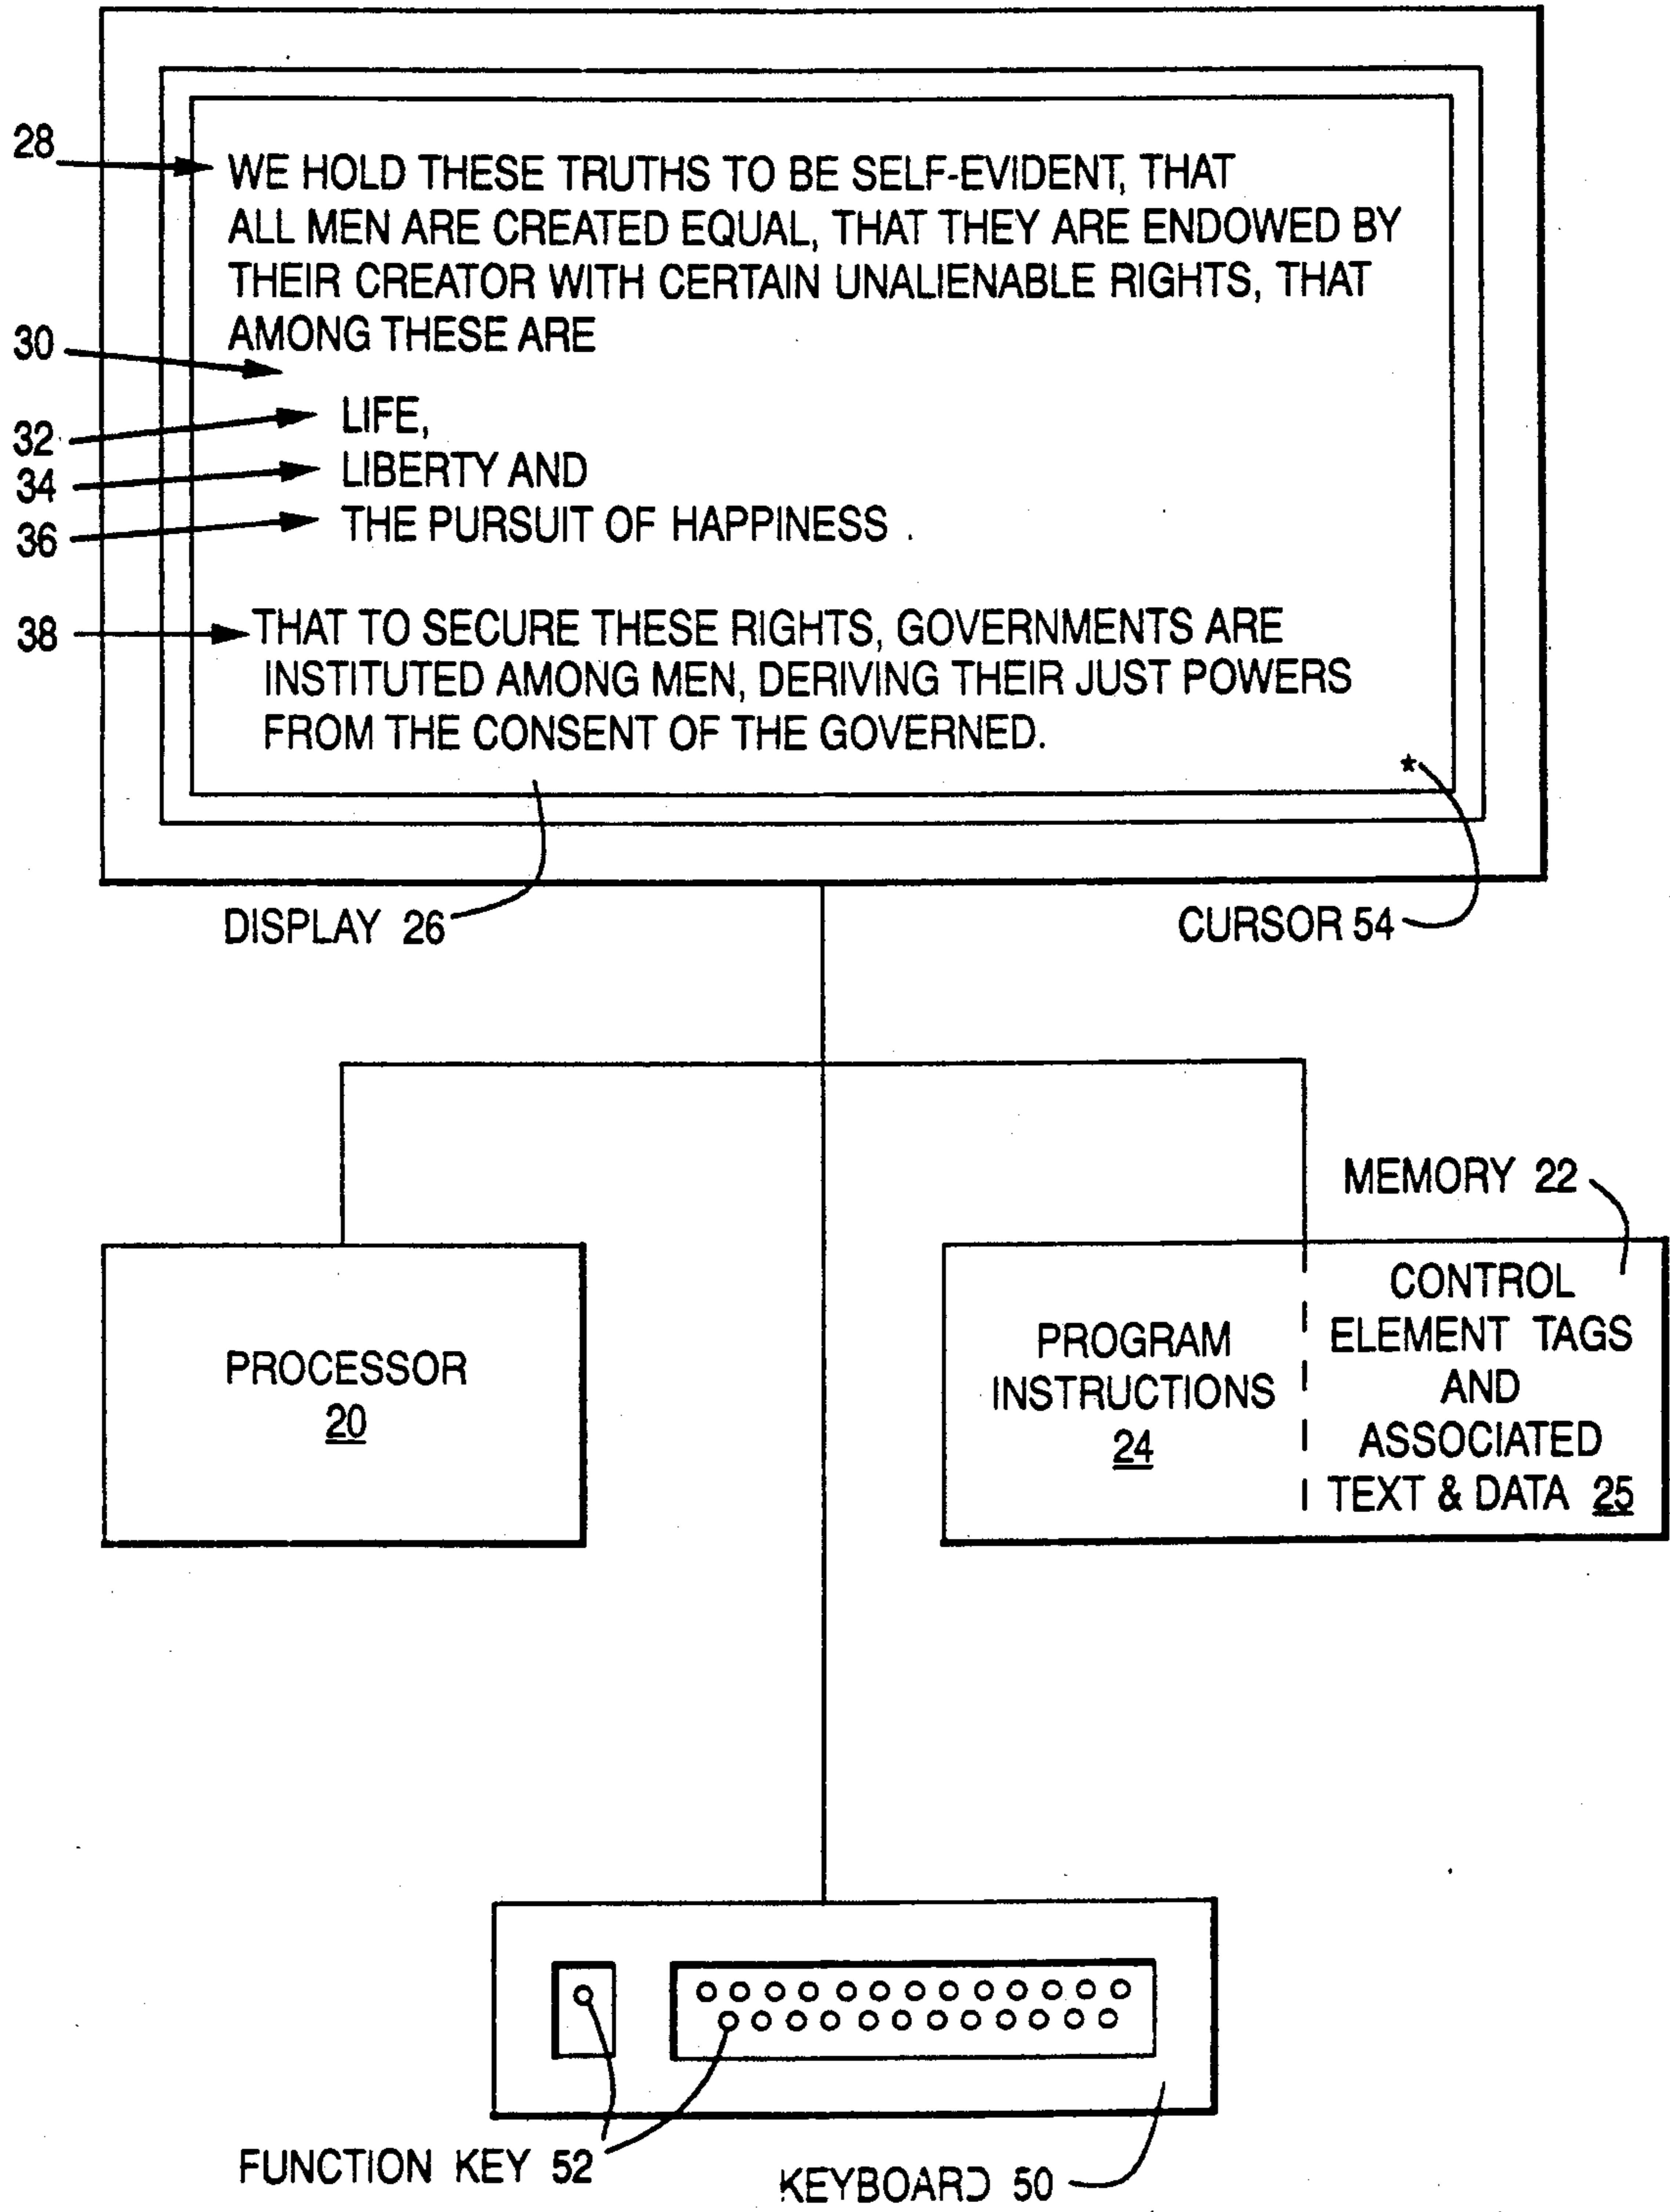 28
WE HOLD THESE TRUTHS TO BE SELF-EVIDENT, THAT
ALL MEN ARE CREATED EQUAL, THAT THEY ARE ENDOWED BY
THEIR CREATOR WITH CERTAIN UNALIENABLE RIGHTS, THAT
AMONG THESE ARE
30
32 LIFE,
34 LIBERTY AND
36 THE PURSUIT OF HAPPINESS .
38 THAT TO SECURE THESE RIGHTS, GOVERNMENTS ARE
INSTITUTED AMONG MEN, DERIVING THEIR JUST POWERS
FROM THE CONSENT OF THE GOVERNED.
*
DISPLAY 26
CURSOR 54
MEMORY 22
PROCESSOR
20
PROGRAM
INSTRUCTIONS
24
CONTROL
ELEMENT TAGS
AND
ASSOCIATED
TEXT & DATA 25
FUNCTION KEY 52
KEYBOARD 50